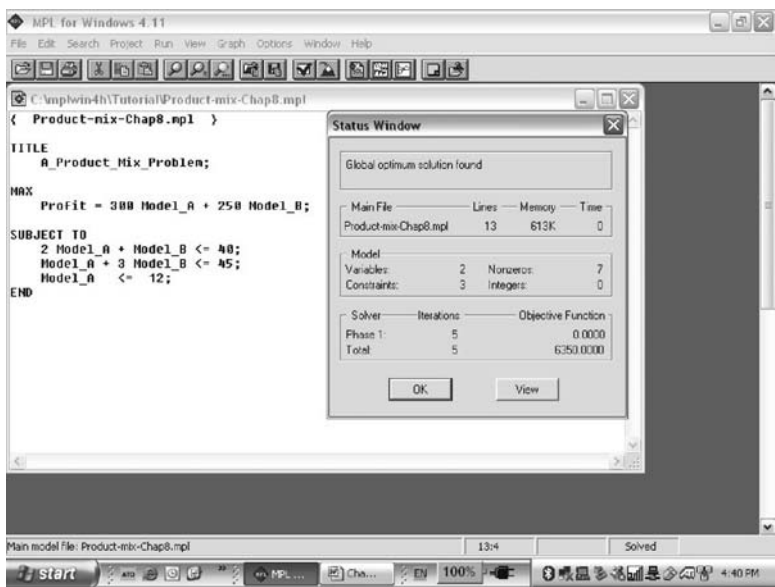 MPL for Windows 4.11
File Edit Search Project Run View Graph Options Window Help
C:\mplwin4h\Tutorial\Product-mix-Chap8.mpl
{ Product-mix-Chap8.mpl }
TITLE
A_Product_Mix_Problem;
MAX
Profit = 300 Model_A + 250 Model_B;
SUBJECT TO
2 Model_A + Model_B <= 40;
Model_A + 3 Model_B <= 45;
Model_A <= 12;
END
Status Window
Global optimum solution found
Main File Lines Memory Time
Product-mix-Chap8.mpl 13 613K 0
Model
Variables: 2 Nonzeros: 7
Constraints: 3 Integers: 0
Solver Iterations Objective Function
Phase 1: 5 0.0000
Total: 5 6350.0000
OK View
Main model file: Product-mix-Chap8.mpl 13:4 Solved
start MPL... Cha... EN 100% 4:40 PM